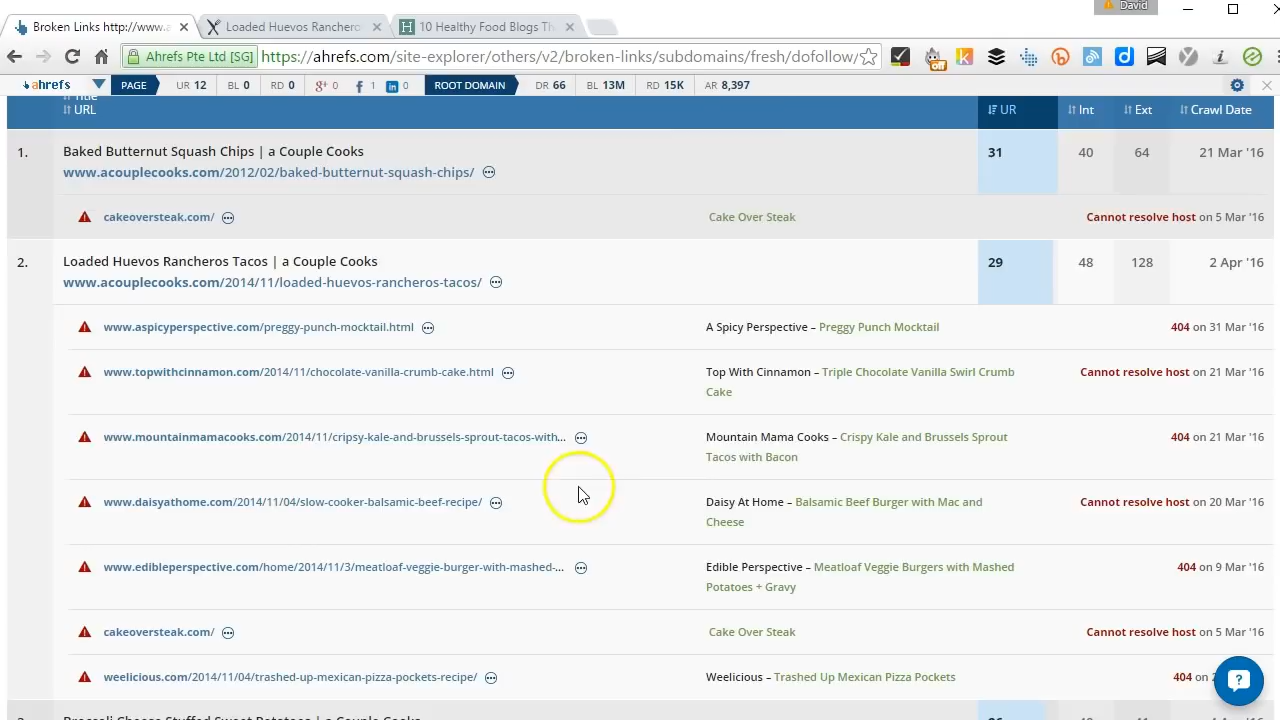 David
Broken Links http://www.a
Loaded Huevos Ranchero
10 Healthy Food Blogs Th
Ahrefs Pte Ltd [SG]
https://ahrefs.com/site-explorer/others/v2/broken-links/subdomains/fresh/dofollow/
off
ahrefs
PAGE
UR 12
BL 0
RD 0
g+ 0
f 1
in 0
ROOT DOMAIN
DR 66
BL 13M
RD 15K
AR 8,397
Title
URL
UR
Int
Ext
Crawl Date
1.
Baked Butternut Squash Chips | a Couple Cooks
www.acouplecooks.com/2012/02/baked-butternut-squash-chips/
31
40
64
21 Mar '16
cakeoversteak.com/
Cake Over Steak
Cannot resolve host on 5 Mar '16
2.
Loaded Huevos Rancheros Tacos | a Couple Cooks
www.acouplecooks.com/2014/11/loaded-huevos-rancheros-tacos/
29
48
128
2 Apr '16
www.aspicyperspective.com/preggy-punch-mocktail.html
A Spicy Perspective – Preggy Punch Mocktail
404 on 31 Mar '16
www.topwithcinnamon.com/2014/11/chocolate-vanilla-crumb-cake.html
Top With Cinnamon – Triple Chocolate Vanilla Swirl Crumb
Cake
Cannot resolve host on 21 Mar '16
www.mountainmamacooks.com/2014/11/cripsy-kale-and-brussels-sprout-tacos-with...
Mountain Mama Cooks – Crispy Kale and Brussels Sprout
Tacos with Bacon
404 on 21 Mar '16
www.daisyathome.com/2014/11/04/slow-cooker-balsamic-beef-recipe/
Daisy At Home – Balsamic Beef Burger with Mac and
Cheese
Cannot resolve host on 20 Mar '16
www.edibleperspective.com/home/2014/11/3/meatloaf-veggie-burger-with-mashed-...
Edible Perspective – Meatloaf Veggie Burgers with Mashed
Potatoes + Gravy
404 on 9 Mar '16
cakeoversteak.com/
Cake Over Steak
Cannot resolve host on 5 Mar '16
weelicious.com/2014/11/04/trashed-up-mexican-pizza-pockets-recipe/
Weelicious – Trashed Up Mexican Pizza Pockets
404 on